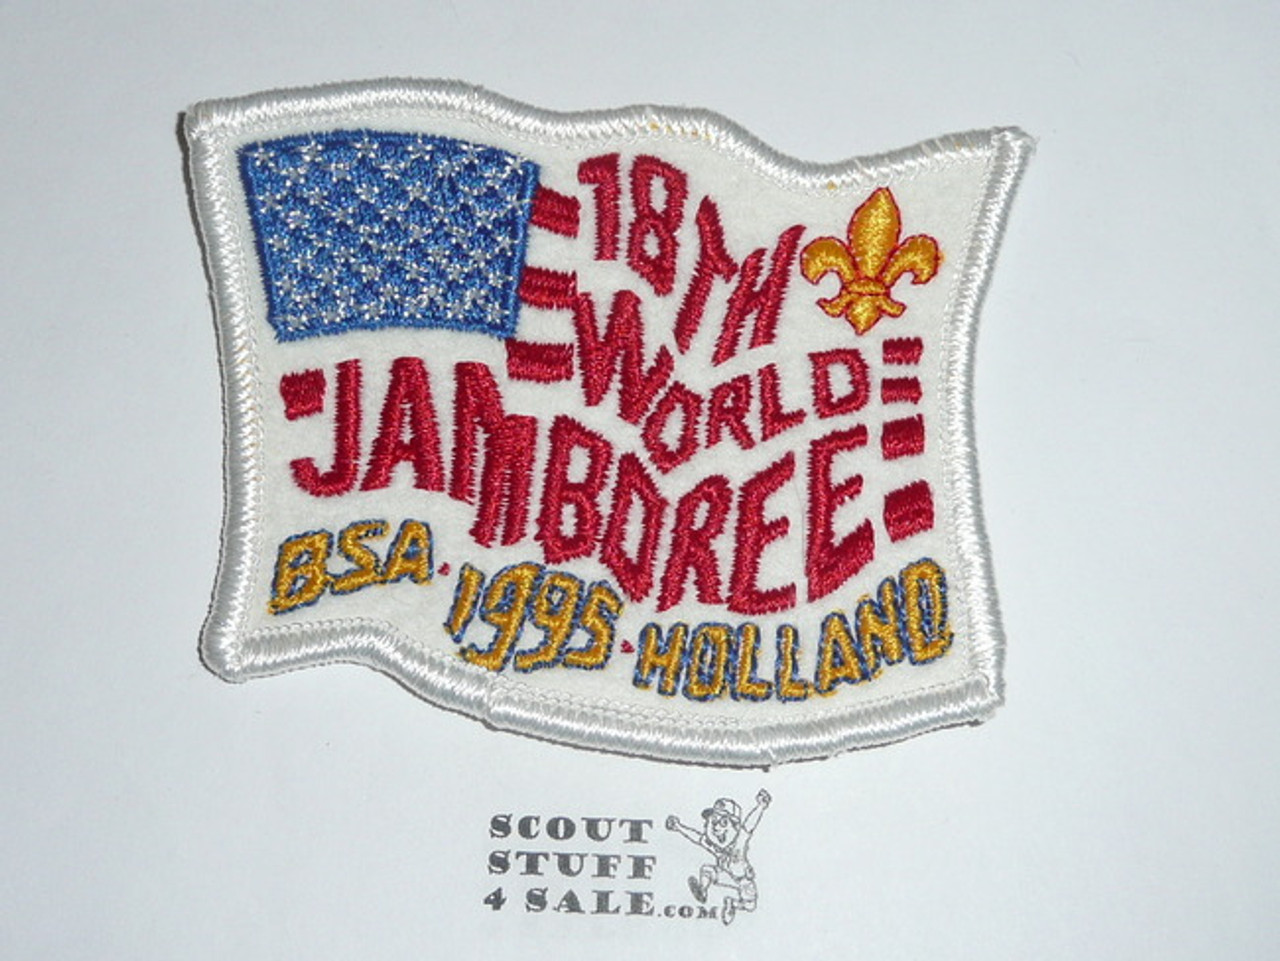 18TH
WORLD
JAMBOREE
BSA · 1995 · HOLLAND
SCOUT
STUFF
4 SALE.COM